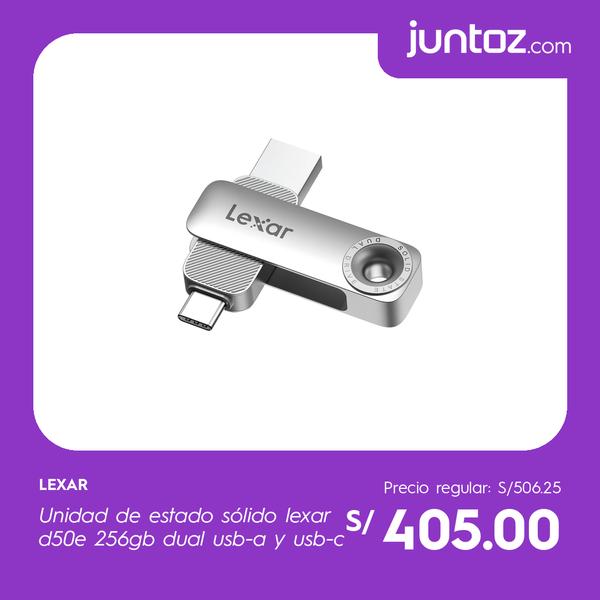 juntoz.com
Lexar
SOLID STATE DUAL DRIVE
LEXAR
Precio regular: S/506.25
Unidad de estado sólido lexar
d50e 256gb dual usb-a y usb-c
S/ 405.00